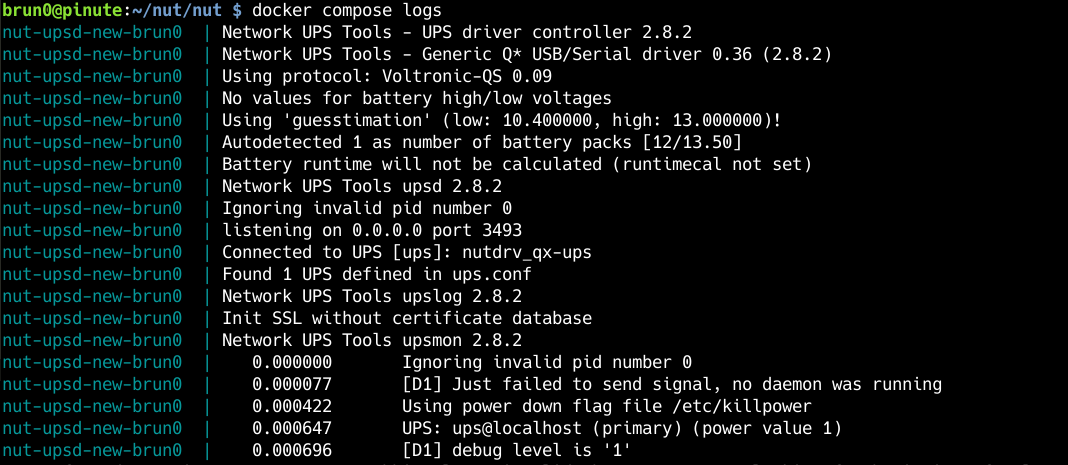 brun0@pinute:~/nut/nut $ docker compose logs
nut-upsd-new-brun0  | Network UPS Tools - UPS driver controller 2.8.2
nut-upsd-new-brun0  | Network UPS Tools - Generic Q* USB/Serial driver 0.36 (2.8.2)
nut-upsd-new-brun0  | Using protocol: Voltronic-QS 0.09
nut-upsd-new-brun0  | No values for battery high/low voltages
nut-upsd-new-brun0  | Using 'guesstimation' (low: 10.400000, high: 13.000000)!
nut-upsd-new-brun0  | Autodetected 1 as number of battery packs [12/13.50]
nut-upsd-new-brun0  | Battery runtime will not be calculated (runtimecal not set)
nut-upsd-new-brun0  | Network UPS Tools upsd 2.8.2
nut-upsd-new-brun0  | Ignoring invalid pid number 0
nut-upsd-new-brun0  | listening on 0.0.0.0 port 3493
nut-upsd-new-brun0  | Connected to UPS [ups]: nutdrv_qx-ups
nut-upsd-new-brun0  | Found 1 UPS defined in ups.conf
nut-upsd-new-brun0  | Network UPS Tools upslog 2.8.2
nut-upsd-new-brun0  | Init SSL without certificate database
nut-upsd-new-brun0  | Network UPS Tools upsmon 2.8.2
nut-upsd-new-brun0  |    0.000000       Ignoring invalid pid number 0
nut-upsd-new-brun0  |    0.000077       [D1] Just failed to send signal, no daemon was running
nut-upsd-new-brun0  |    0.000422       Using power down flag file /etc/killpower
nut-upsd-new-brun0  |    0.000647       UPS: ups@localhost (primary) (power value 1)
nut-upsd-new-brun0  |    0.000696       [D1] debug level is '1'